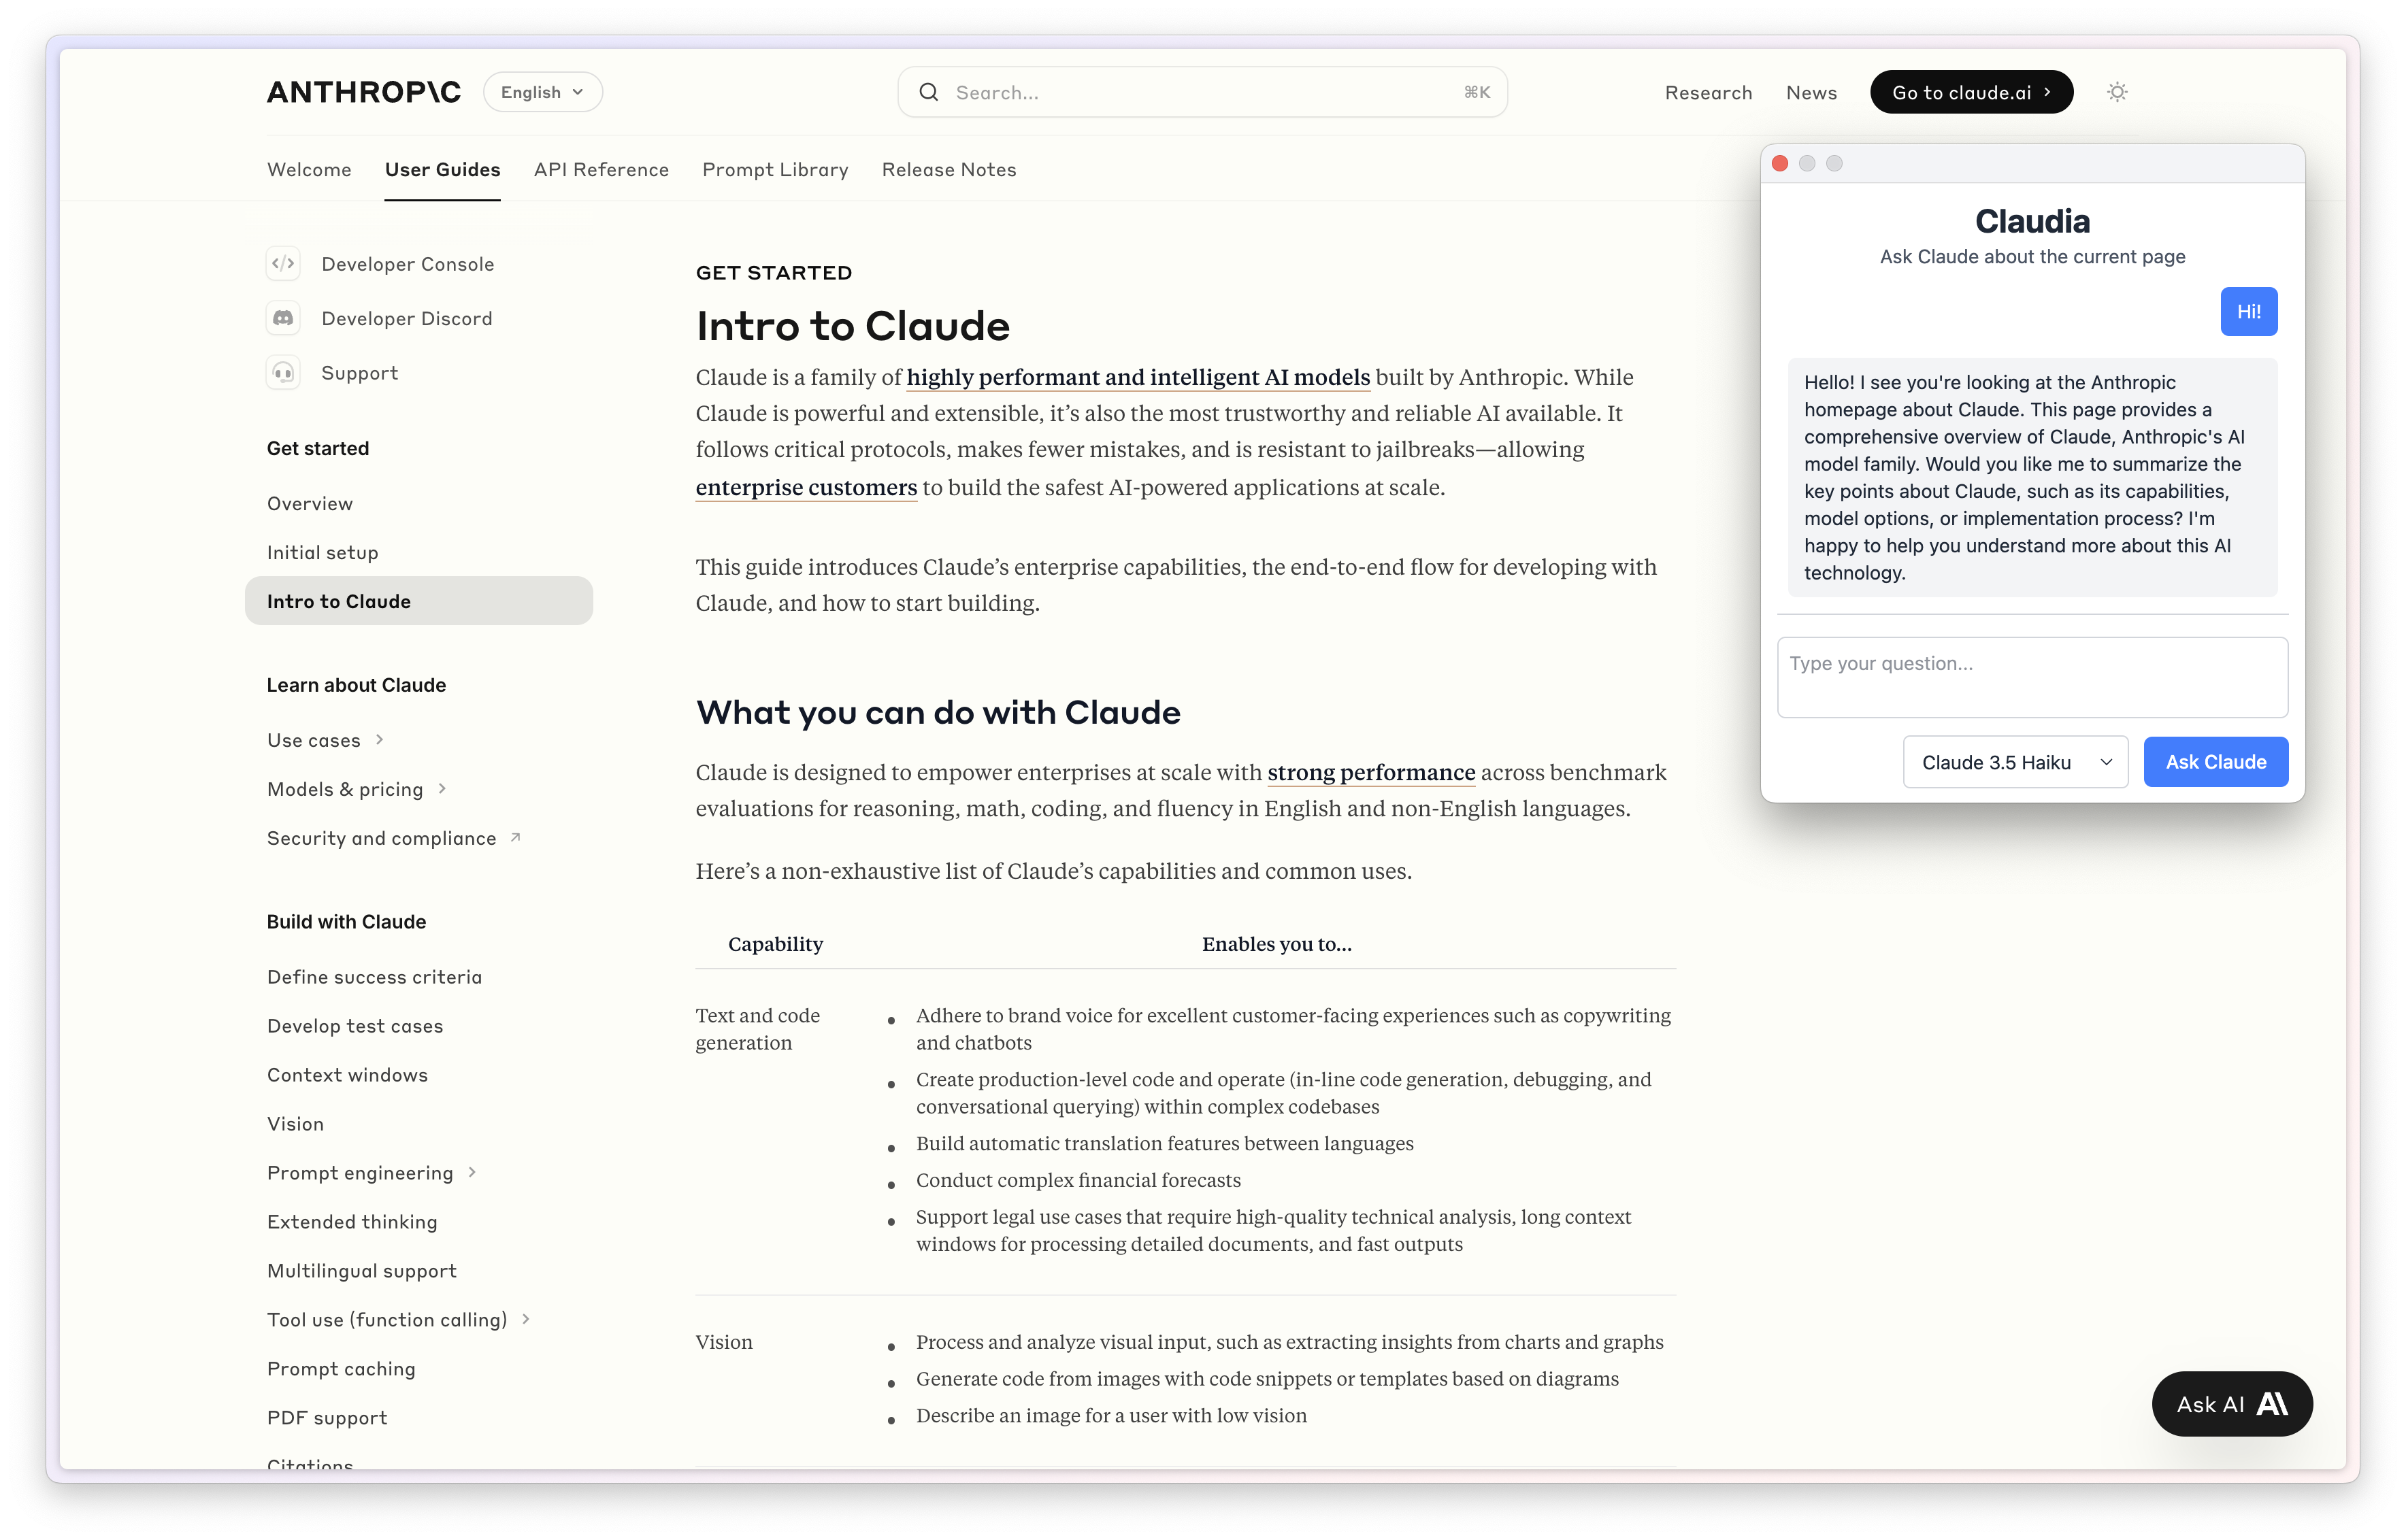 ANTHROP\C
English
Search...
⌘K
Research
News
Go to claude.ai
Welcome
User Guides
API Reference
Prompt Library
Release Notes
Developer Console
Developer Discord
Support
Get started
Overview
Initial setup
Intro to Claude
Learn about Claude
Use cases
Models & pricing
Security and compliance
Build with Claude
Define success criteria
Develop test cases
Context windows
Vision
Prompt engineering
Extended thinking
Multilingual support
Tool use (function calling)
Prompt caching
PDF support
Citations
GET STARTED
Intro to Claude
Claude is a family of highly performant and intelligent AI models built by Anthropic. While
Claude is powerful and extensible, it’s also the most trustworthy and reliable AI available. It
follows critical protocols, makes fewer mistakes, and is resistant to jailbreaks—allowing
enterprise customers to build the safest AI-powered applications at scale.
This guide introduces Claude’s enterprise capabilities, the end-to-end flow for developing with
Claude, and how to start building.
What you can do with Claude
Claude is designed to empower enterprises at scale with strong performance across benchmark
evaluations for reasoning, math, coding, and fluency in English and non-English languages.
Here’s a non-exhaustive list of Claude’s capabilities and common uses.
Capability
Enables you to…
Text and code
generation
• Adhere to brand voice for excellent customer-facing experiences such as copywriting
and chatbots
• Create production-level code and operate (in-line code generation, debugging, and
conversational querying) within complex codebases
• Build automatic translation features between languages
• Conduct complex financial forecasts
• Support legal use cases that require high-quality technical analysis, long context
windows for processing detailed documents, and fast outputs
Vision
• Process and analyze visual input, such as extracting insights from charts and graphs
• Generate code from images with code snippets or templates based on diagrams
• Describe an image for a user with low vision
Claudia
Ask Claude about the current page
Hi!
Hello! I see you're looking at the Anthropic
homepage about Claude. This page provides a
comprehensive overview of Claude, Anthropic's AI
model family. Would you like me to summarize the
key points about Claude, such as its capabilities,
model options, or implementation process? I'm
happy to help you understand more about this AI
technology.
Type your question...
Claude 3.5 Haiku
Ask Claude
Ask AI A\